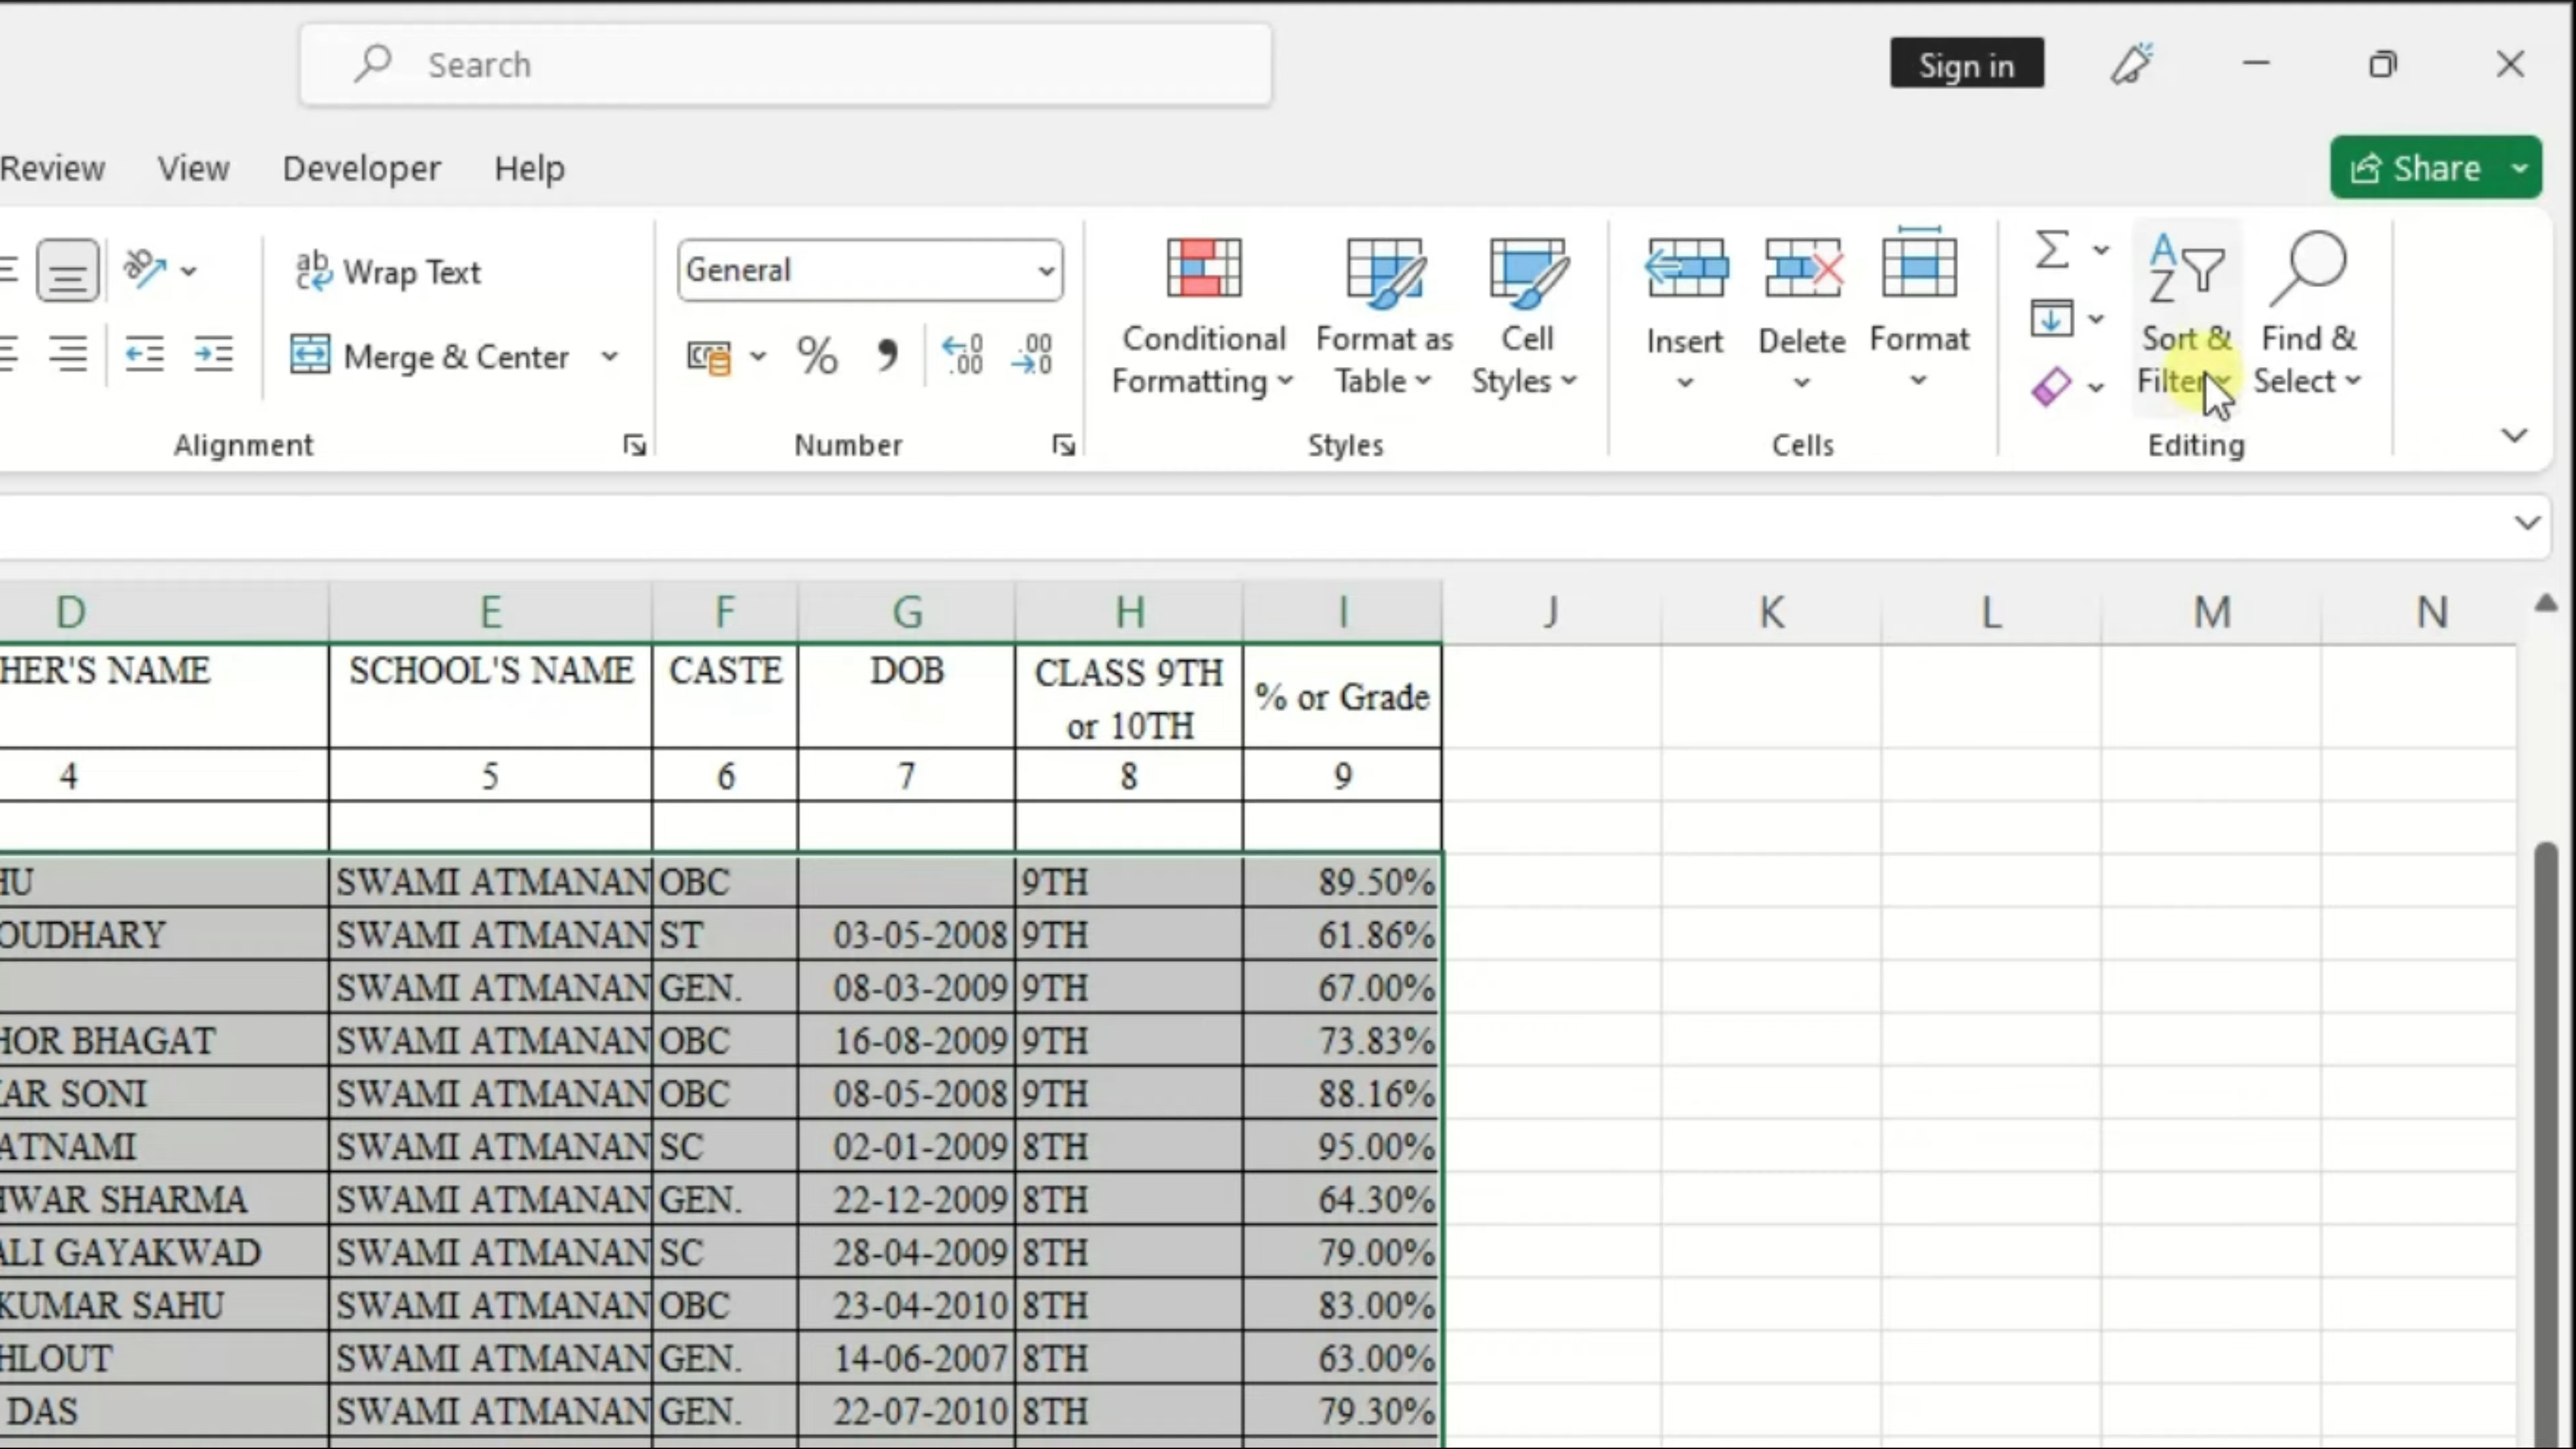 Search
Sign in
Review View Developer Help
Share
Wrap Text
General
Merge & Center
%
Conditional Formatting
Format as Table
Cell Styles
Insert
Delete
Format
Sort & Filter
Find & Select
Alignment
Number
Styles
Cells
Editing
D E F G H I J K L M N
HER'S NAME SCHOOL'S NAME CASTE DOB CLASS 9TH or 10TH % or Grade
4 5 6 7 8 9
HU SWAMI ATMANAN OBC 9TH 89.50%
OUDHARY SWAMI ATMANAN ST 03-05-2008 9TH 61.86%
SWAMI ATMANAN GEN. 08-03-2009 9TH 67.00%
HOR BHAGAT SWAMI ATMANAN OBC 16-08-2009 9TH 73.83%
AR SONI SWAMI ATMANAN OBC 08-05-2008 9TH 88.16%
ATNAMI SWAMI ATMANAN SC 02-01-2009 8TH 95.00%
HWAR SHARMA SWAMI ATMANAN GEN. 22-12-2009 8TH 64.30%
ALI GAYAKWAD SWAMI ATMANAN SC 28-04-2009 8TH 79.00%
KUMAR SAHU SWAMI ATMANAN OBC 23-04-2010 8TH 83.00%
HLOUT SWAMI ATMANAN GEN. 14-06-2007 8TH 63.00%
DAS SWAMI ATMANAN GEN. 22-07-2010 8TH 79.30%